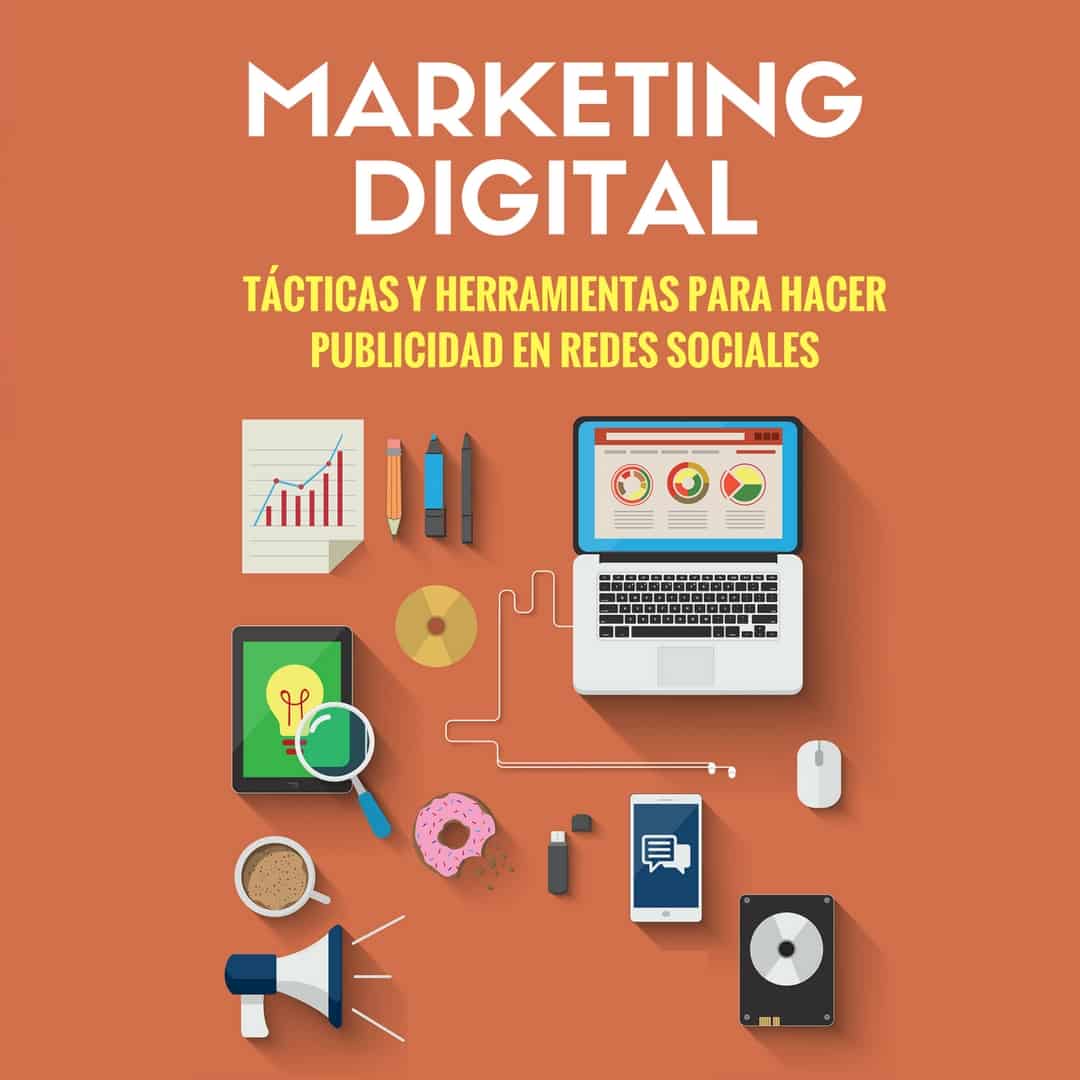 MARKETING
DIGITAL
TÁCTICAS Y HERRAMIENTAS PARA HACER
PUBLICIDAD EN REDES SOCIALES